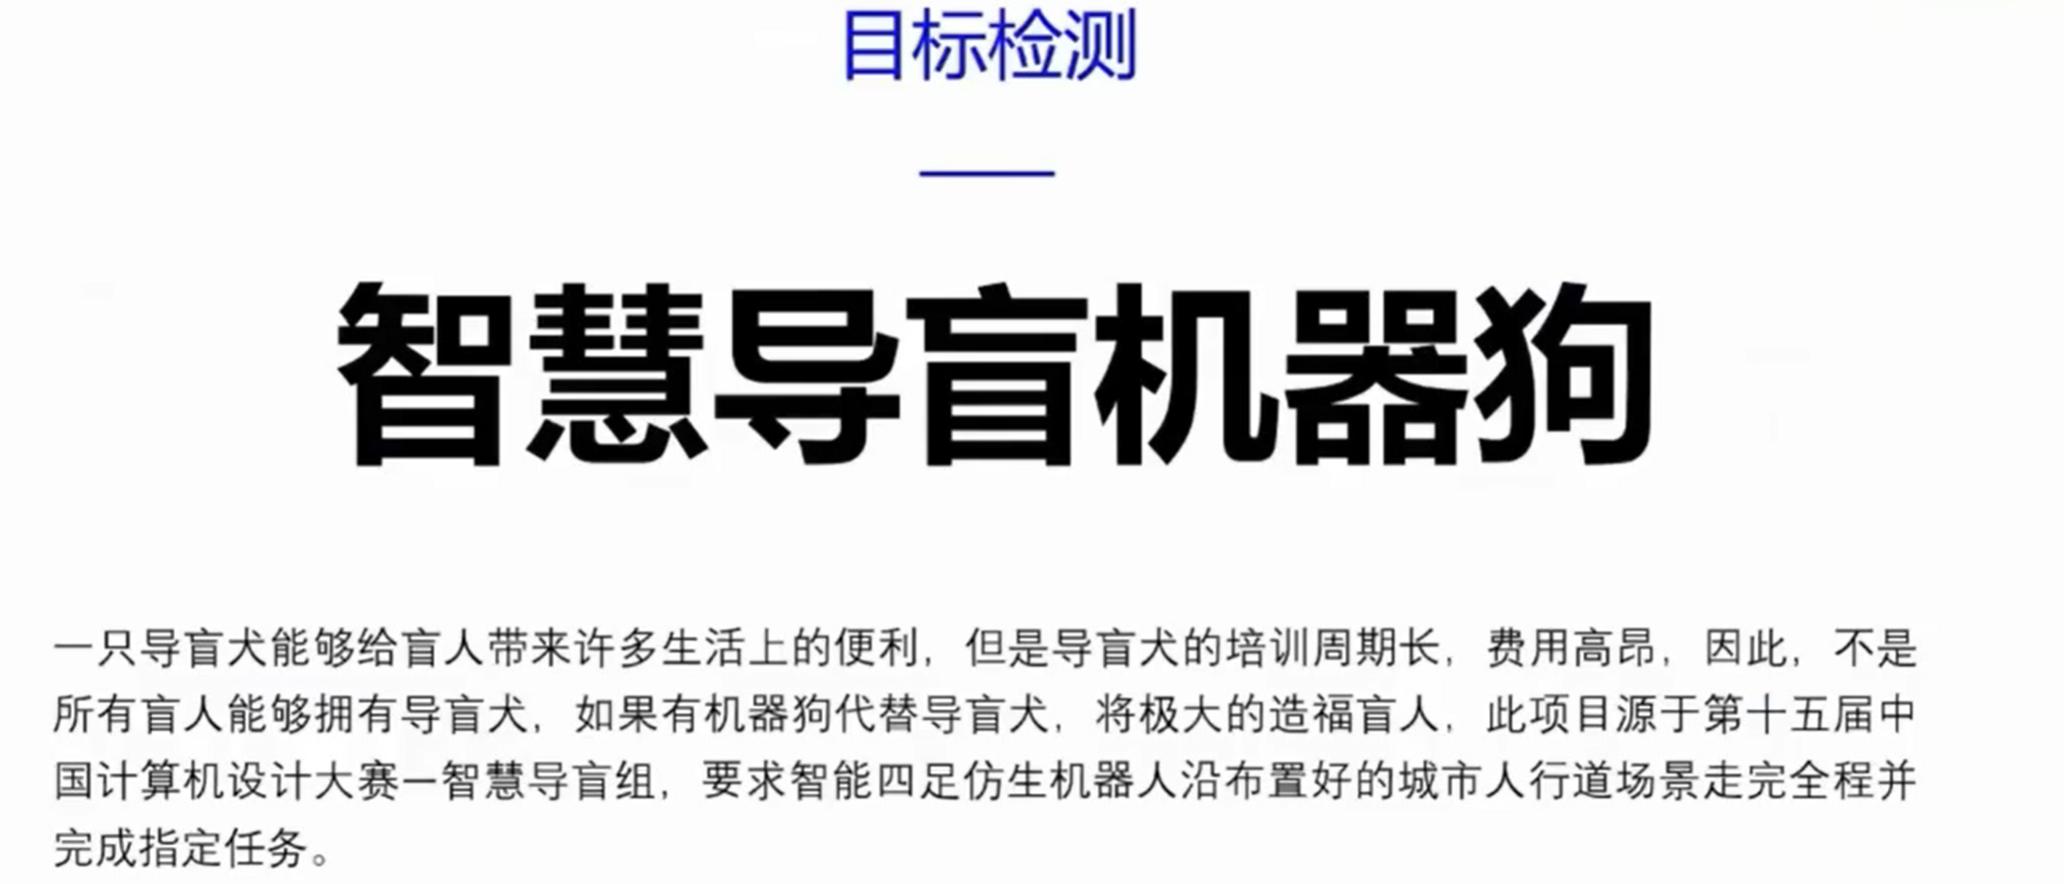 目标检测
智慧导盲机器狗
一只导盲犬能够给盲人带来许多生活上的便利，但是导盲犬的培训周期长，费用高昂，因此，不是
所有盲人能够拥有导盲犬，如果有机器狗代替导盲犬，将极大的造福盲人，此项目源于第十五届中
国计算机设计大赛—智慧导盲组，要求智能四足仿生机器人沿布置好的城市人行道场景走完全程并
完成指定任务。